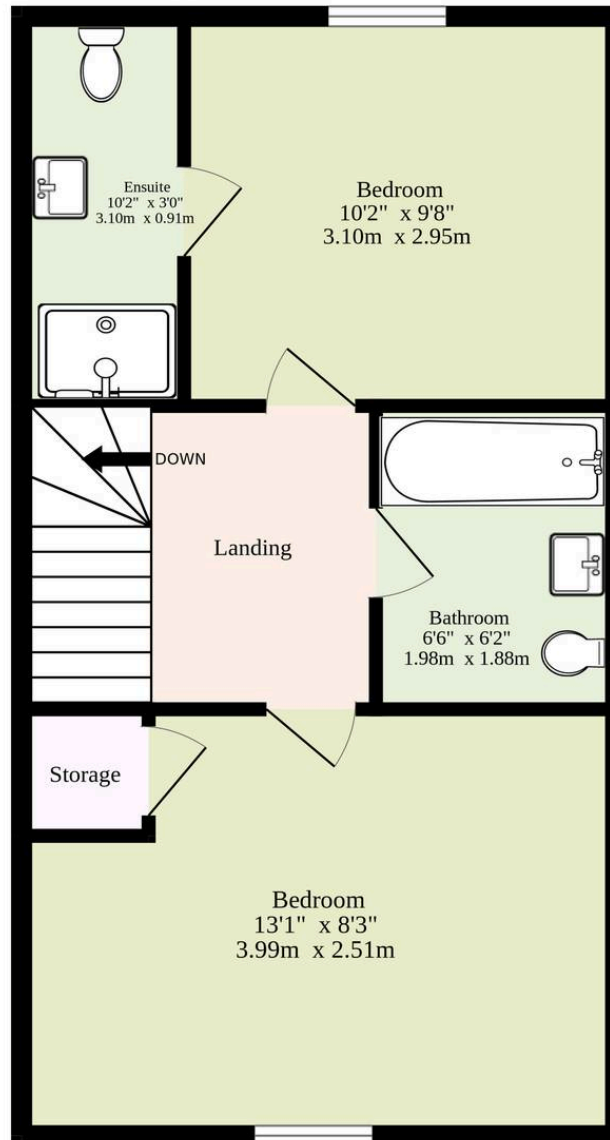 Ensuite
10'2" x 3'0"
3.10m x 0.91m
Bedroom
10'2" x 9'8"
3.10m x 2.95m
DOWN
Landing
Bathroom
6'6" x 6'2"
1.98m x 1.88m
Storage
Bedroom
13'1" x 8'3"
3.99m x 2.51m